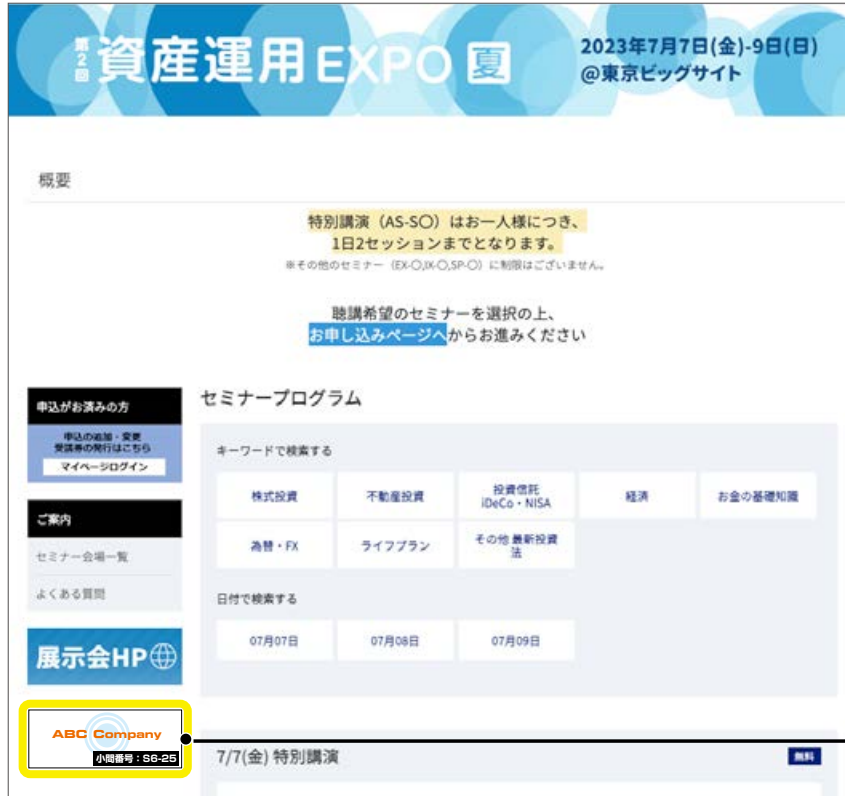 第2回
資産運用 EXPO 夏
2023年7月7日(金)-9日(日)
@東京ビッグサイト
概要
特別講演（AS-S〇）はお一人様につき、
1日2セッションまでとなります。
※その他のセミナー（EX-〇,IX-〇,SP-〇）に制限はございません。
聴講希望のセミナーを選択の上、
お申し込みページへからお進みください
申込がお済みの方
申込の追加・変更
受講券の発行はこちら
マイページログイン
ご案内
セミナー会場一覧
よくある質問
展示会HP
ABC Company
小間番号：S6-25
セミナープログラム
キーワードで検索する
株式投資
不動産投資
投資信託
iDeCo・NISA
経済
お金の基礎知識
為替・FX
ライフプラン
その他 最新投資
法
日付で検索する
07月07日
07月08日
07月09日
7/7(金) 特別講演
無料